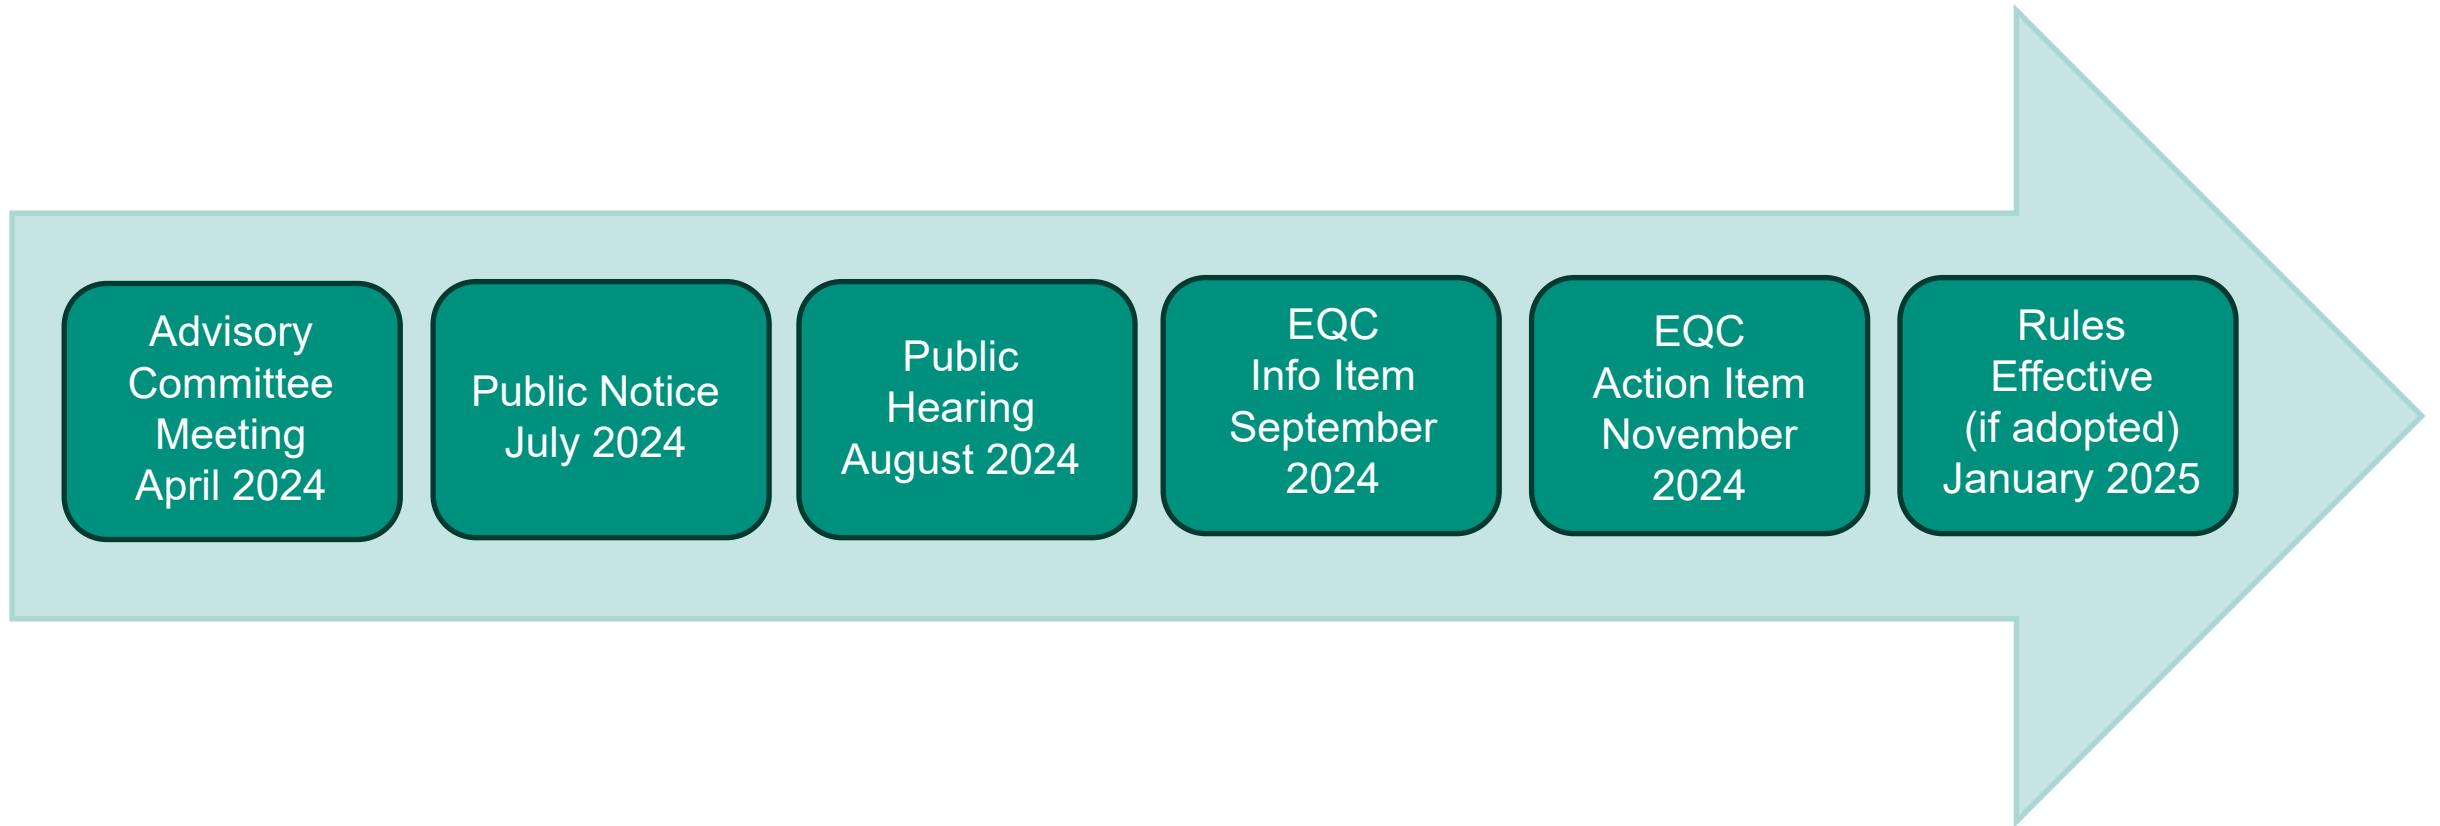 Advisory
Committee
Meeting
April 2024
Public Notice
July 2024
Public
Hearing
August 2024
EQC
Info Item
September
2024
EQC
Action Item
November
2024
Rules
Effective
(if adopted)
January 2025